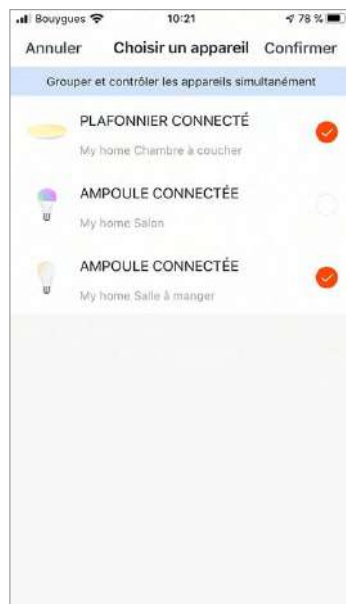 Bouygues 10:21 78 %
Annuler Choisir un appareil Confirmer
Grouper et contrôler les appareils simultanément
PLAFONNIER CONNECTÉ
My home Chambre à coucher
AMPOULE CONNECTÉE
My home Salon
AMPOULE CONNECTÉE
My home Salle à manger